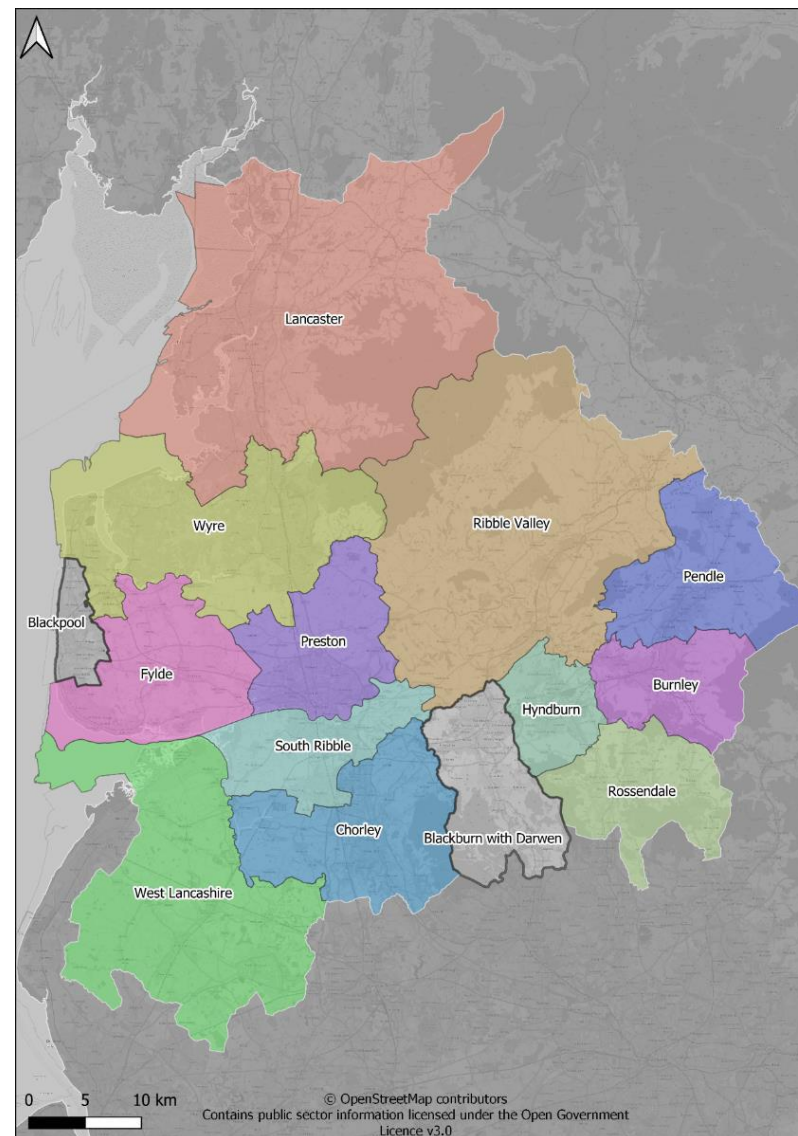 Lancaster
Wyre
Ribble Valley
Pendle
Blackpool
Preston
Fylde
Burnley
Hyndburn
South Ribble
Rossendale
Chorley
Blackburn with Darwen
West Lancashire
0 5 10 km
© OpenStreetMap contributors
Contains public sector information licensed under the Open Government
Licence v3.0